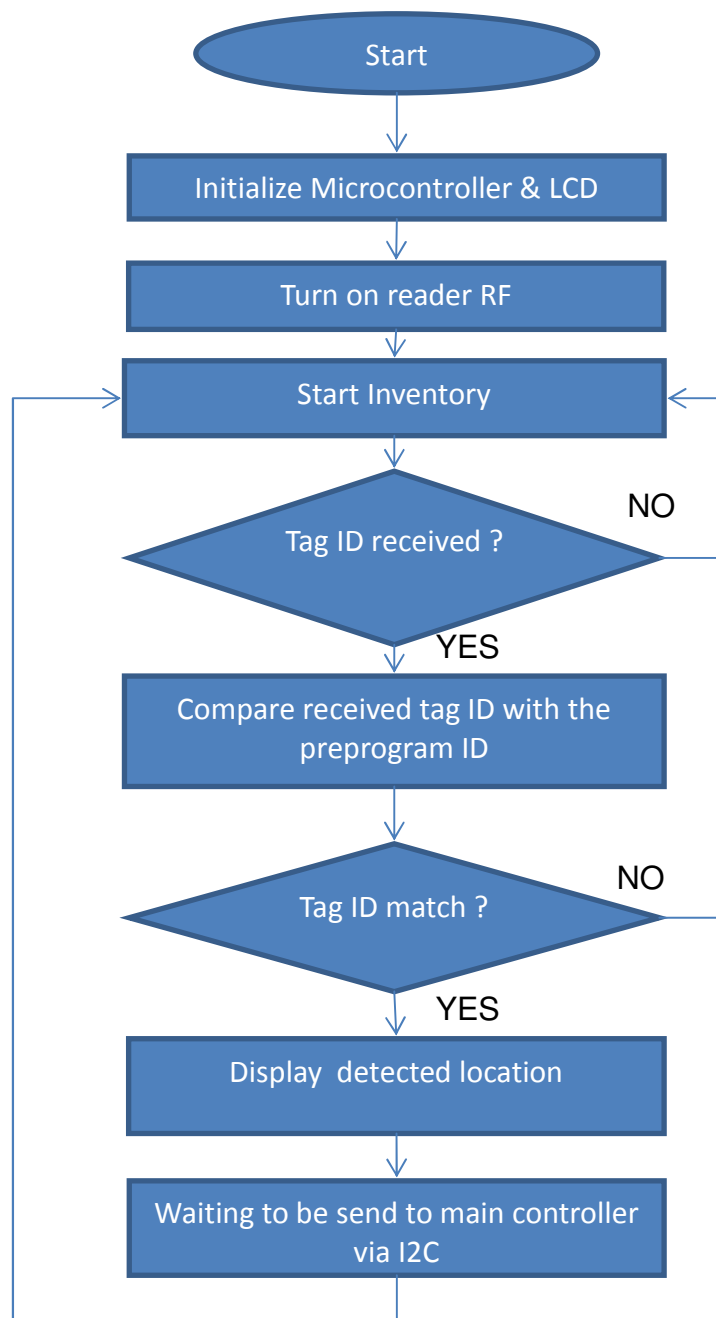 Start
Initialize Microcontroller & LCD
Turn on reader RF
Start Inventory
NO
Tag ID received ?
YES
Compare received tag ID with the
preprogram ID
NO
Tag ID match ?
YES
Display detected location
Waiting to be send to main controller
via I2C